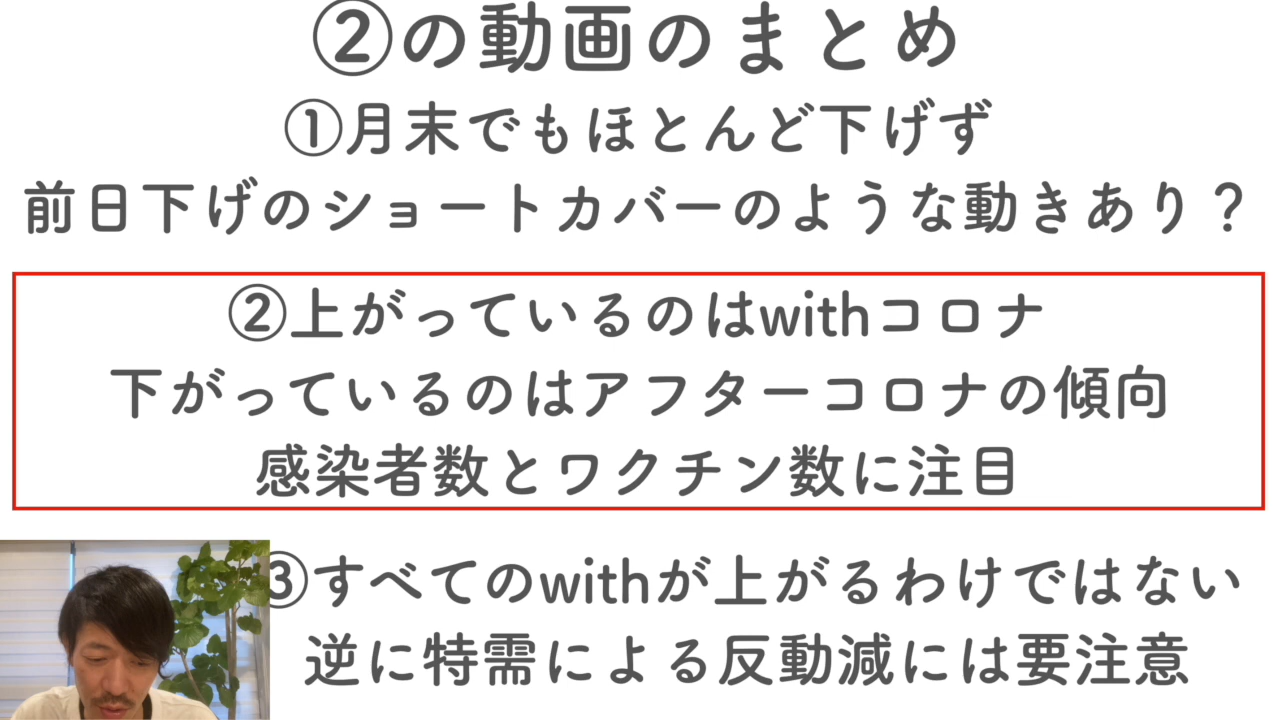 ②の動画のまとめ
①月末でもほとんど下げず
前日下げのショートカバーのような動きあり？
②上がっているのはwithコロナ
下がっているのはアフターコロナの傾向
感染者数とワクチン数に注目
③すべてのwithが上がるわけではない
逆に特需による反動減には要注意